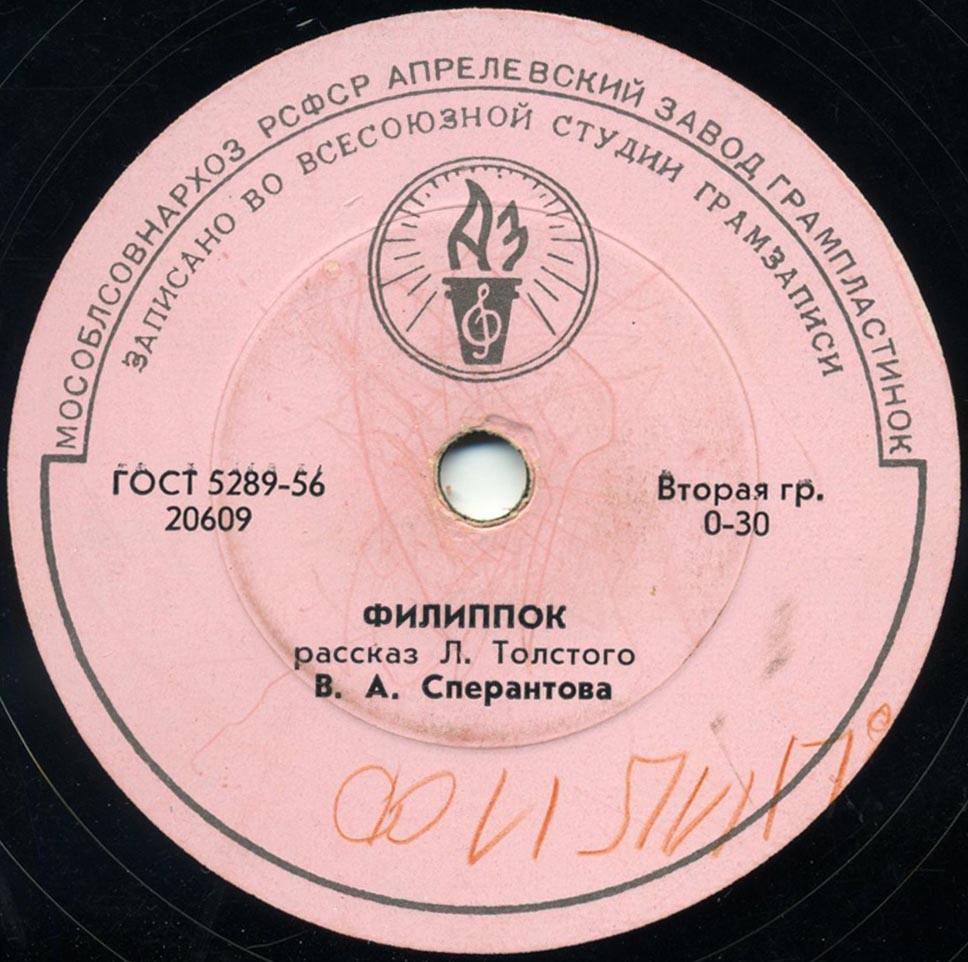 МОСОБЛСОВНАРХОЗ РСФСР АПРЕЛЕВСКИЙ ЗАВОД ГРАМПЛАСТИНОК
ЗАПИСАНО ВО ВСЕСОЮЗНОЙ СТУДИИ ГРАМЗАПИСИ
АЗ
ГОСТ 5289-56
20609
Вторая гр.
0-30
ФИЛИППОК
рассказ Л. Толстого
В. А. Сперантова